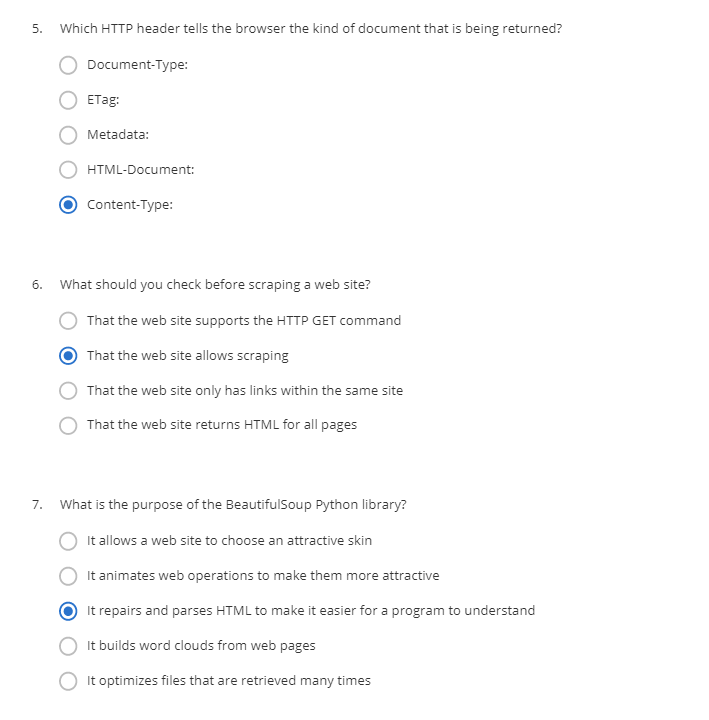 5. Which HTTP header tells the browser the kind of document that is being returned?
Document-Type:
ETag:
Metadata:
HTML-Document:
Content-Type:
6. What should you check before scraping a web site?
That the web site supports the HTTP GET command
That the web site allows scraping
That the web site only has links within the same site
That the web site returns HTML for all pages
7. What is the purpose of the BeautifulSoup Python library?
It allows a web site to choose an attractive skin
It animates web operations to make them more attractive
It repairs and parses HTML to make it easier for a program to understand
It builds word clouds from web pages
It optimizes files that are retrieved many times